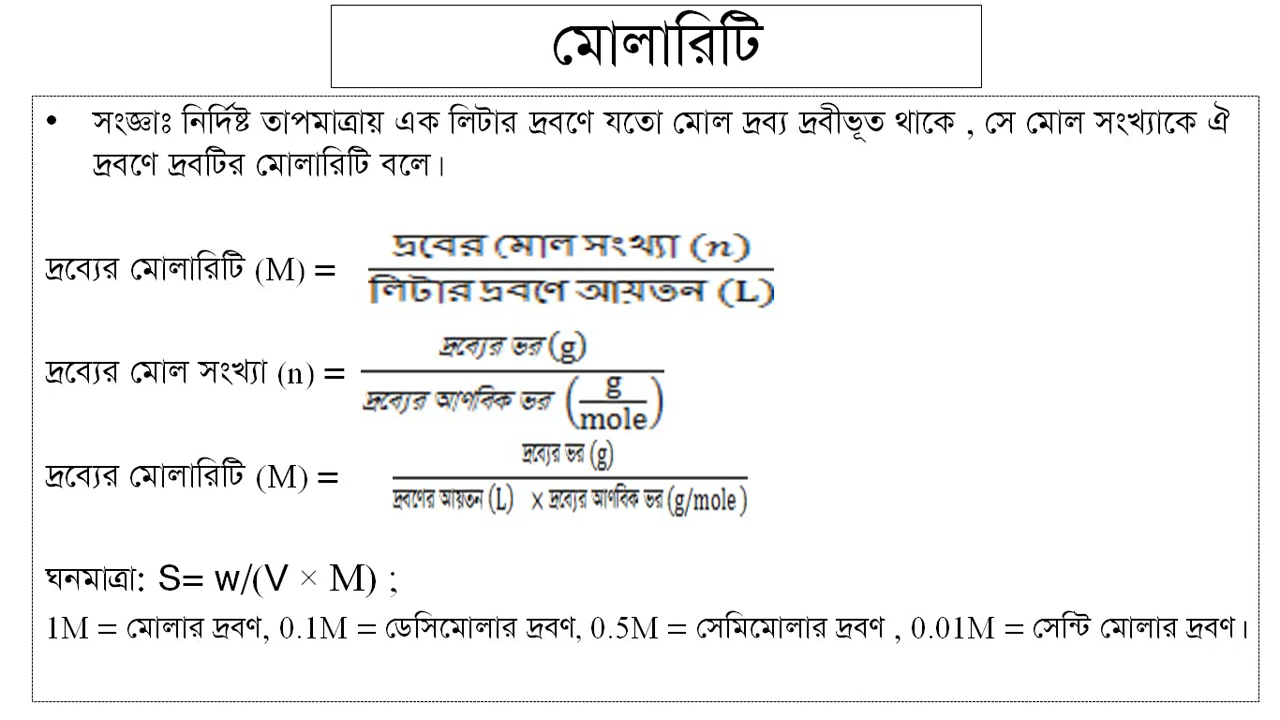 মোলারিটি
• সংজ্ঞাঃ নির্দিষ্ট তাপমাত্রায় এক লিটার দ্রবণে যতো মোল দ্রব্য দ্রবীভূত থাকে , সে মোল সংখ্যাকে ঐ
দ্রবণে দ্রবটির মোলারিটি বলে।
দ্রব্যের মোলারিটি (M) = দ্রবের মোল সংখ্যা (n)
লিটার দ্রবণে আয়তন (L)
দ্রব্যের মোল সংখ্যা (n) = দ্রব্যের ভর (g)
দ্রব্যের আণবিক ভর (g/mole)
দ্রব্যের মোলারিটি (M) = দ্রব্যের ভর (g)
দ্রবণের আয়তন (L) × দ্রব্যের আণবিক ভর (g/mole)
ঘনমাত্রা: S= w/(V × M) ;
1M = মোলার দ্রবণ, 0.1M = ডেসিমোলার দ্রবণ, 0.5M = সেমিমোলার দ্রবণ , 0.01M = সেন্টি মোলার দ্রবণ।